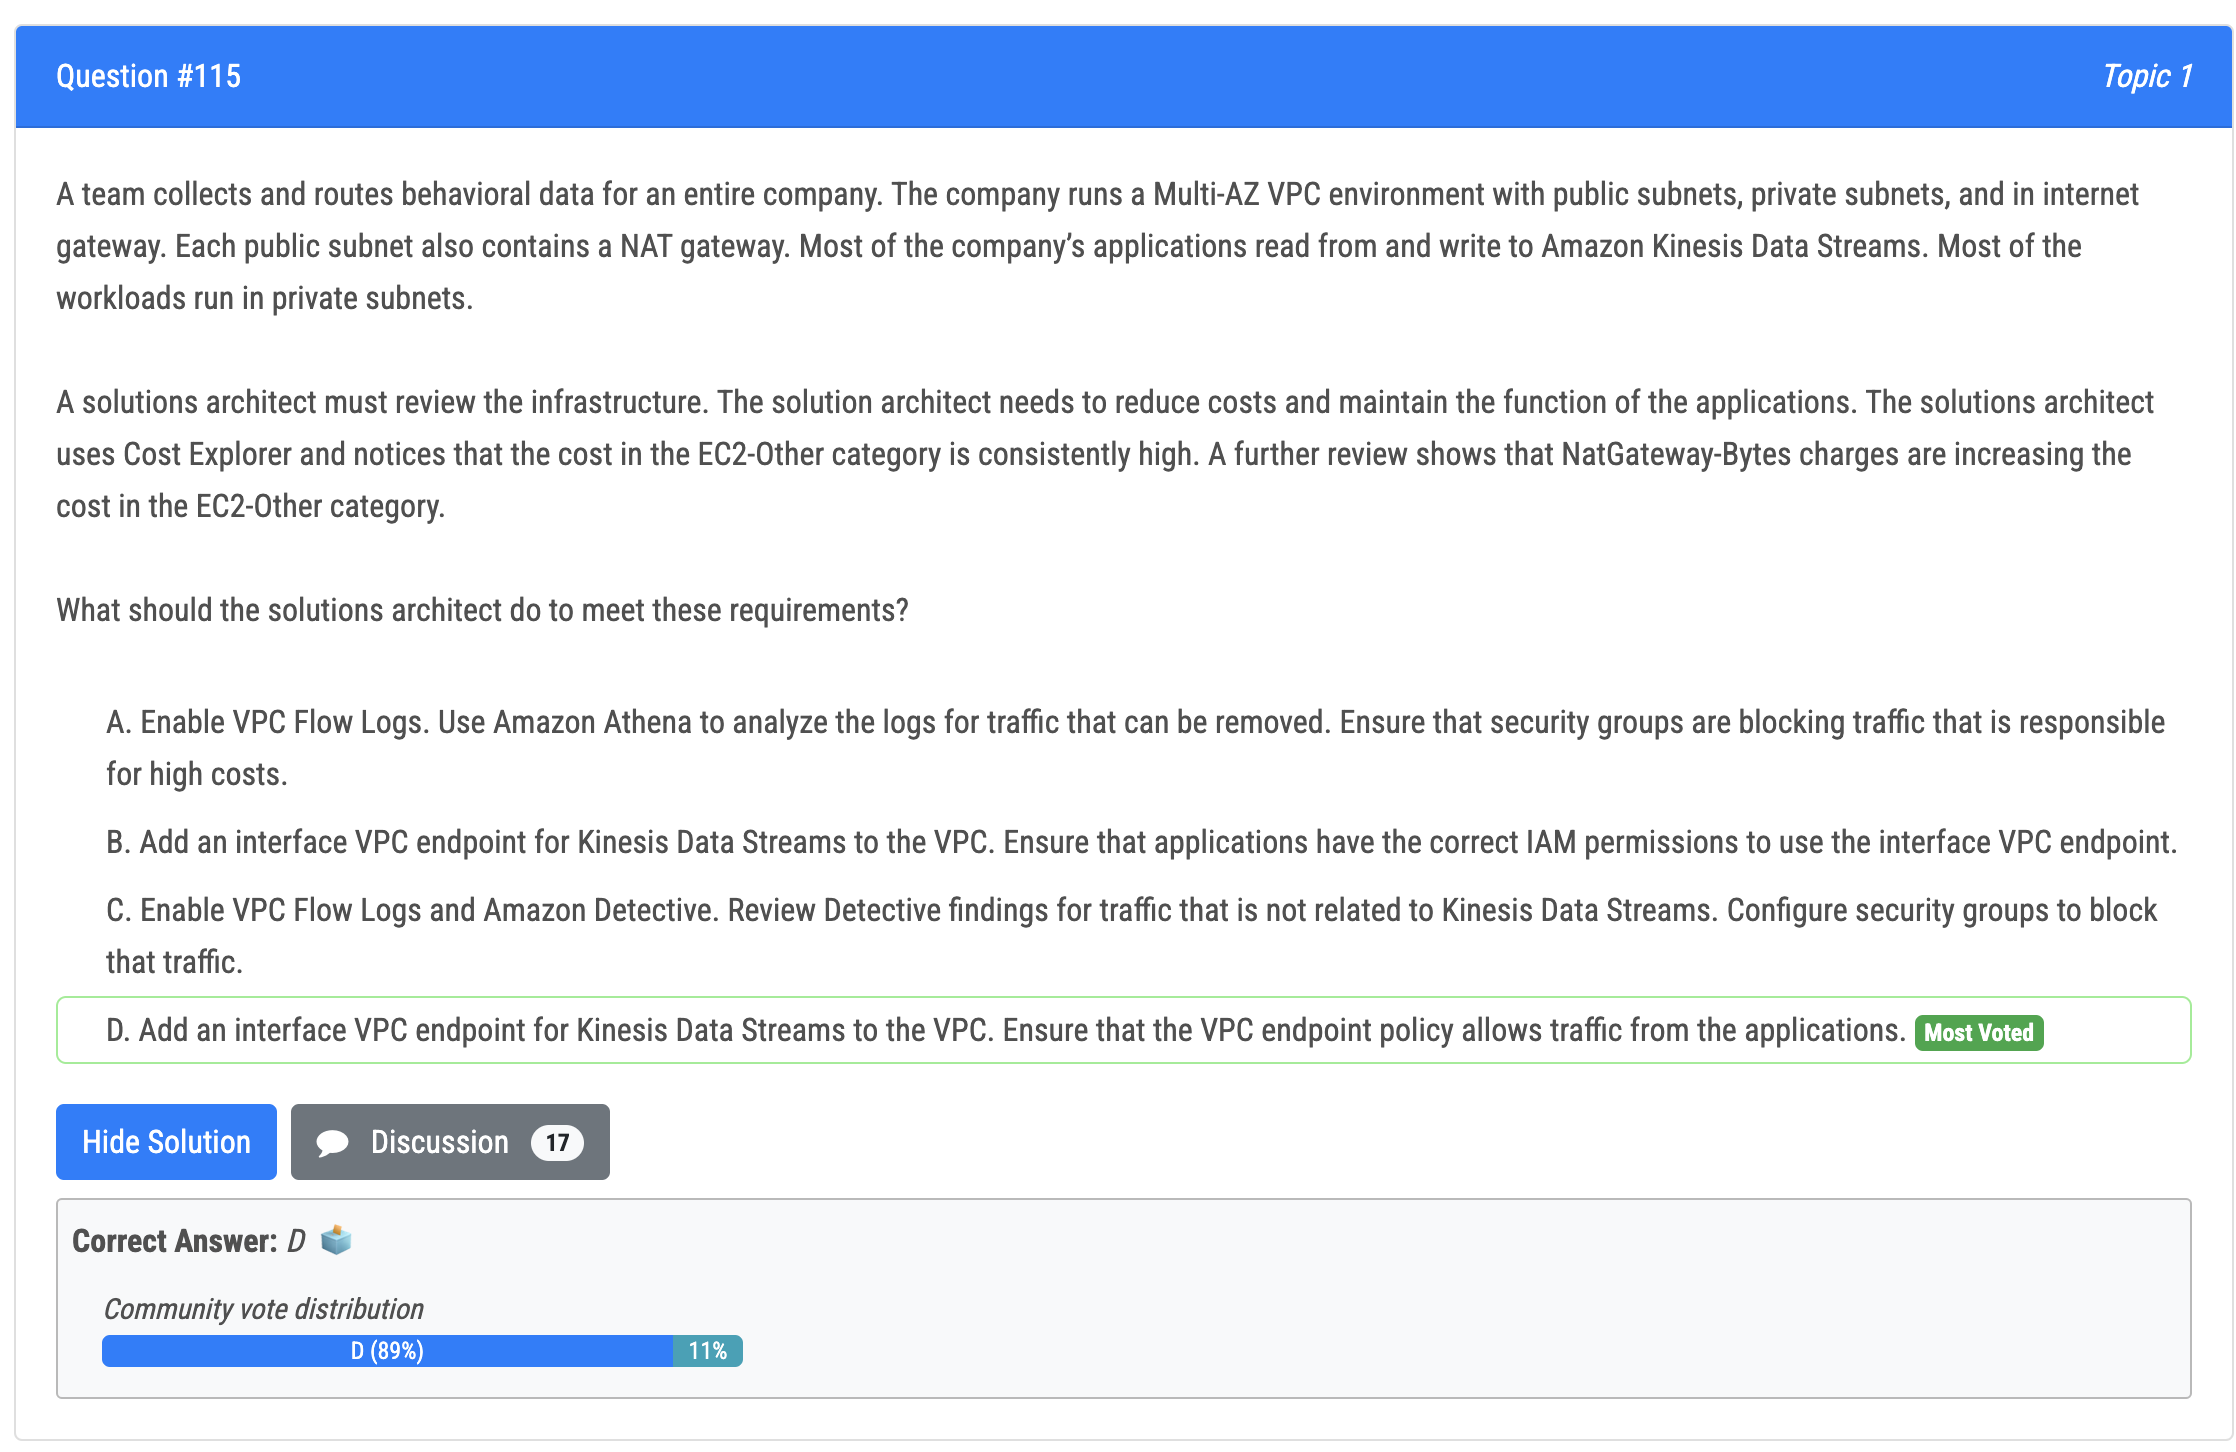 Question #115
Topic 1
A team collects and routes behavioral data for an entire company. The company runs a Multi-AZ VPC environment with public subnets, private subnets, and in internet
gateway. Each public subnet also contains a NAT gateway. Most of the company’s applications read from and write to Amazon Kinesis Data Streams. Most of the
workloads run in private subnets.
A solutions architect must review the infrastructure. The solution architect needs to reduce costs and maintain the function of the applications. The solutions architect
uses Cost Explorer and notices that the cost in the EC2-Other category is consistently high. A further review shows that NatGateway-Bytes charges are increasing the
cost in the EC2-Other category.
What should the solutions architect do to meet these requirements?
A. Enable VPC Flow Logs. Use Amazon Athena to analyze the logs for traffic that can be removed. Ensure that security groups are blocking traffic that is responsible
for high costs.
B. Add an interface VPC endpoint for Kinesis Data Streams to the VPC. Ensure that applications have the correct IAM permissions to use the interface VPC endpoint.
C. Enable VPC Flow Logs and Amazon Detective. Review Detective findings for traffic that is not related to Kinesis Data Streams. Configure security groups to block
that traffic.
D. Add an interface VPC endpoint for Kinesis Data Streams to the VPC. Ensure that the VPC endpoint policy allows traffic from the applications. Most Voted
Hide Solution Discussion 17
Correct Answer: D
Community vote distribution
D (89%) 11%